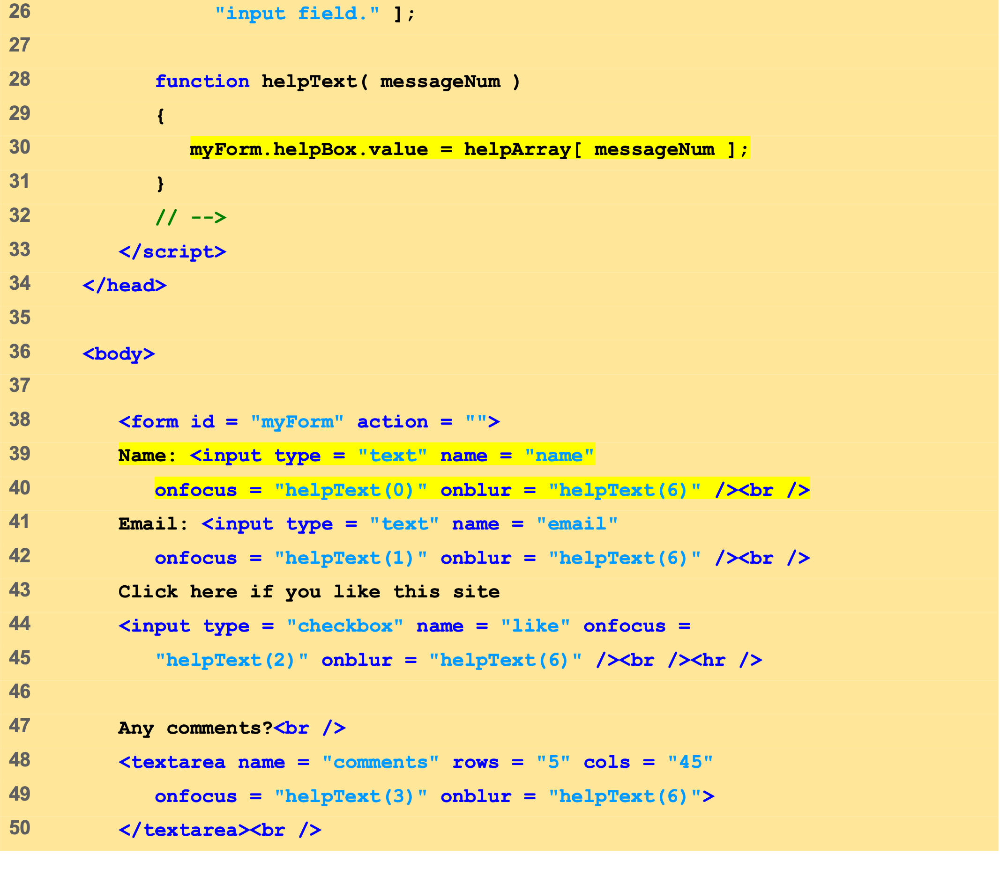 26 "input field." ];
27
28 function helpText( messageNum )
29 {
30 myForm.helpBox.value = helpArray[ messageNum ];
31 }
32 // -->
33 </script>
34 </head>
35
36 <body>
37
38 <form id = "myForm" action = "">
39 Name: <input type = "text" name = "name"
40 onfocus = "helpText(0)" onblur = "helpText(6)" /><br />
41 Email: <input type = "text" name = "email"
42 onfocus = "helpText(1)" onblur = "helpText(6)" /><br />
43 Click here if you like this site
44 <input type = "checkbox" name = "like" onfocus =
45 "helpText(2)" onblur = "helpText(6)" /><br /><hr />
46
47 Any comments?<br />
48 <textarea name = "comments" rows = "5" cols = "45"
49 onfocus = "helpText(3)" onblur = "helpText(6)">
50 </textarea><br />